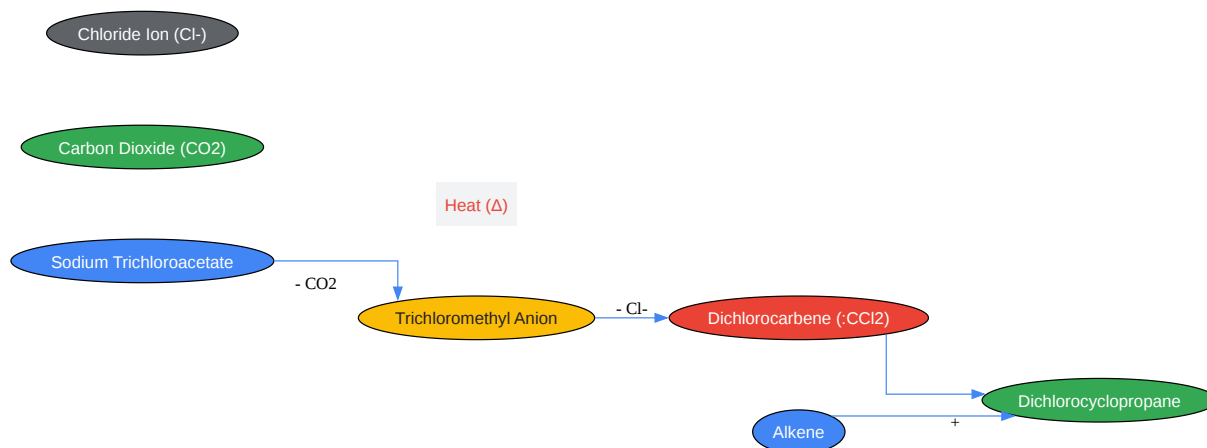 Chloride Ion (Cl-)
Carbon Dioxide (CO2)
Heat (Δ)
Sodium Trichloroacetate
- CO2
Trichloromethyl Anion
- Cl-
Dichlorocarbene (:CCl2)
Dichlorocyclopropane
Alkene
+